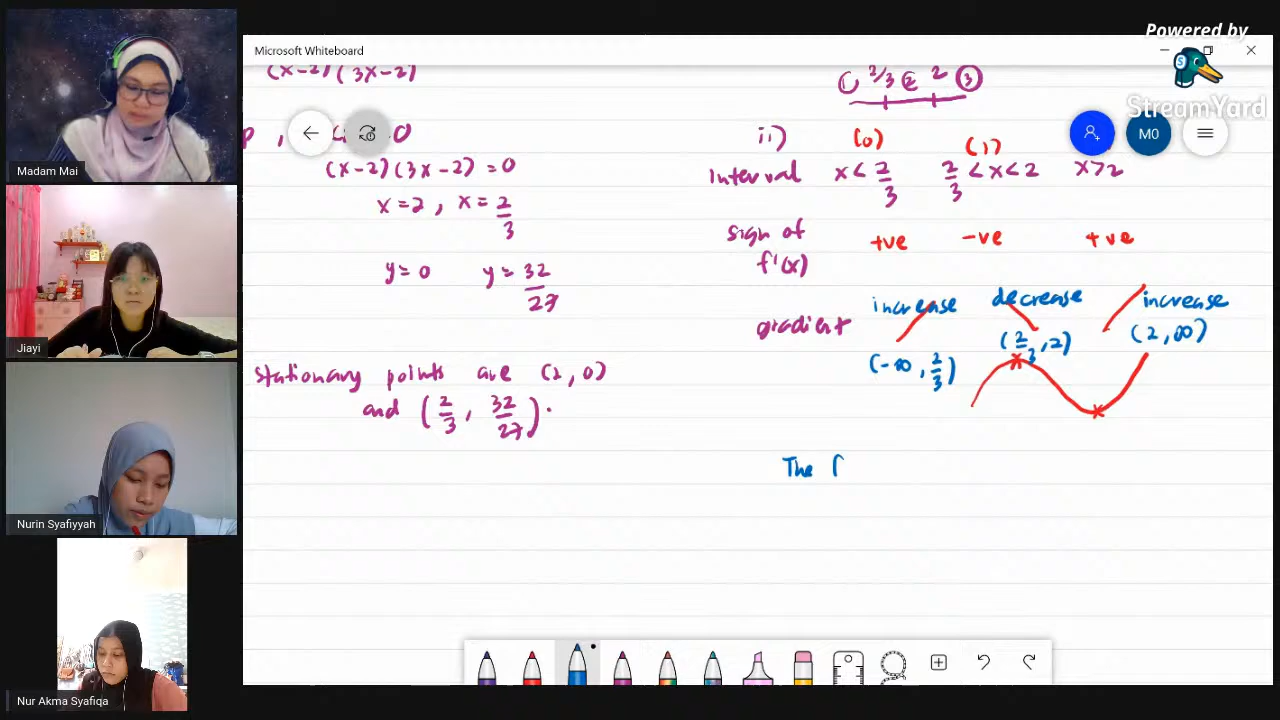 Powered by
StreamYard
Microsoft Whiteboard
Madam Mai
Jiayi
Nurin Syafiyyah
Nur Akma Syafiqa
M0
(x-2)(3x-2)
(x-2)(3x-2) =0
x=2, x= 2/3
y=0 y= 32/27
stationary points are (2,0)
and (2/3, 32/27).
① 2/3 ② 2 ③
ii) (0) (1)
Interval x< 2/3 2/3 <x<2 x>2
sign of f'(x) +ve -ve +ve
gradient increase decrease increase
(-∞, 2/3) (2/3, 2) (2, ∞)
The